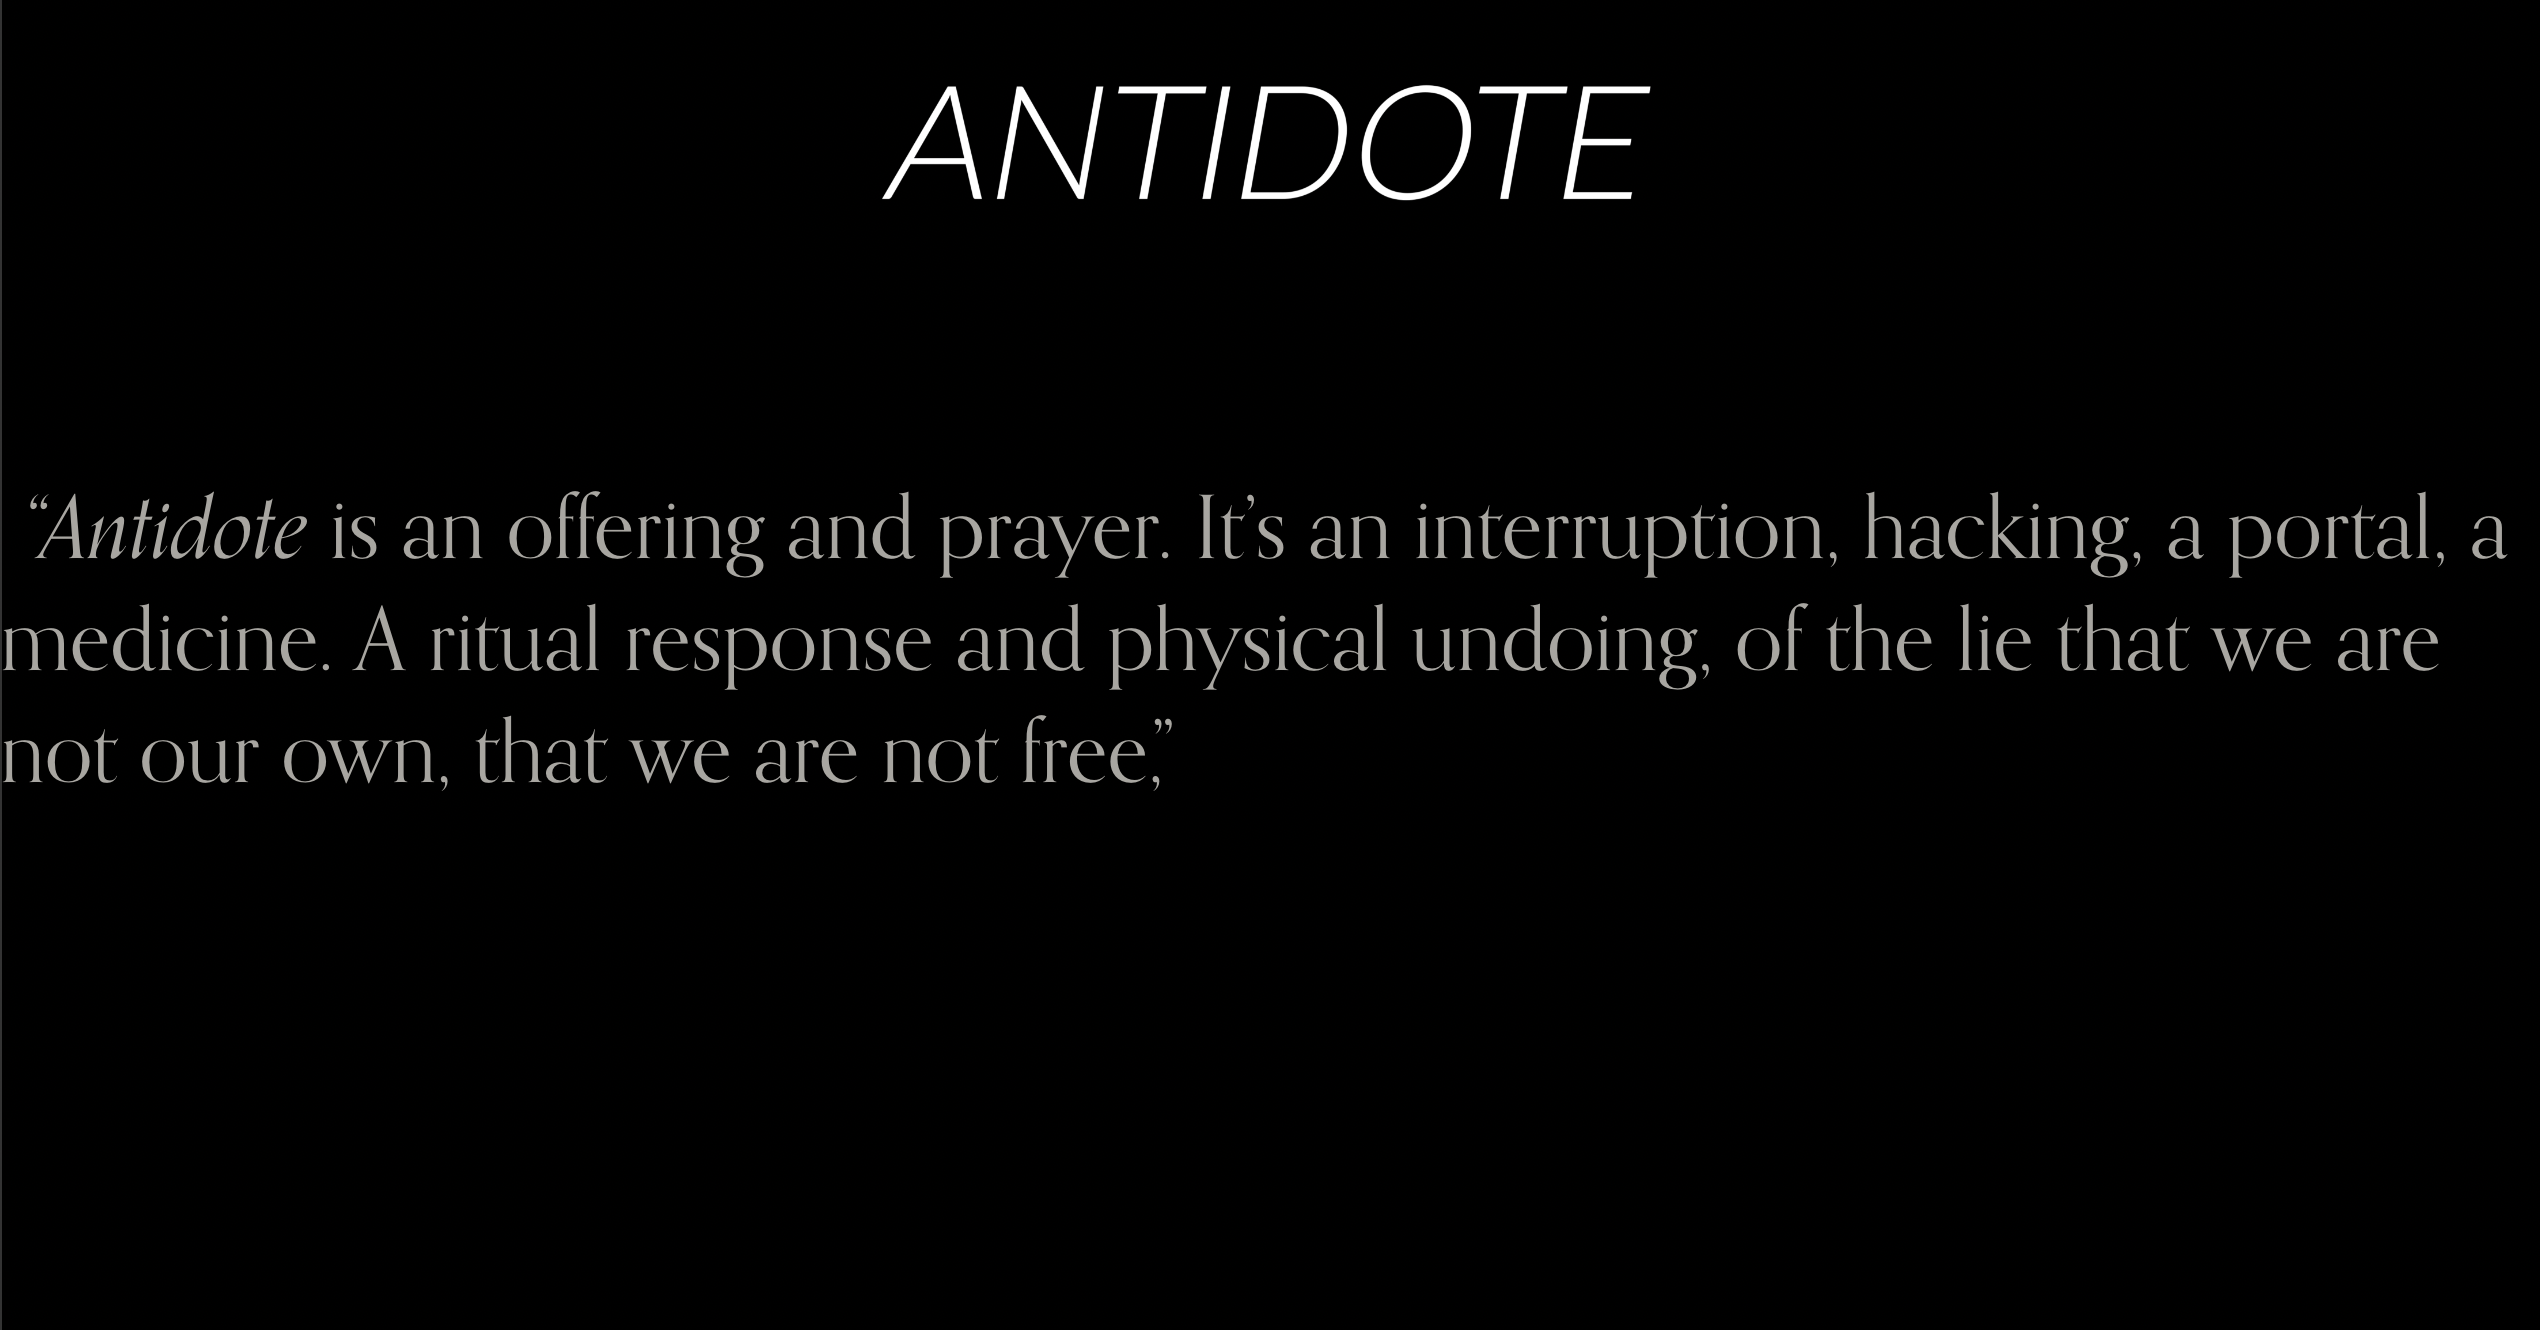 ANTIDOTE
“Antidote is an offering and prayer. It’s an interruption, hacking, a portal, a
medicine. A ritual response and physical undoing, of the lie that we are
not our own, that we are not free,”